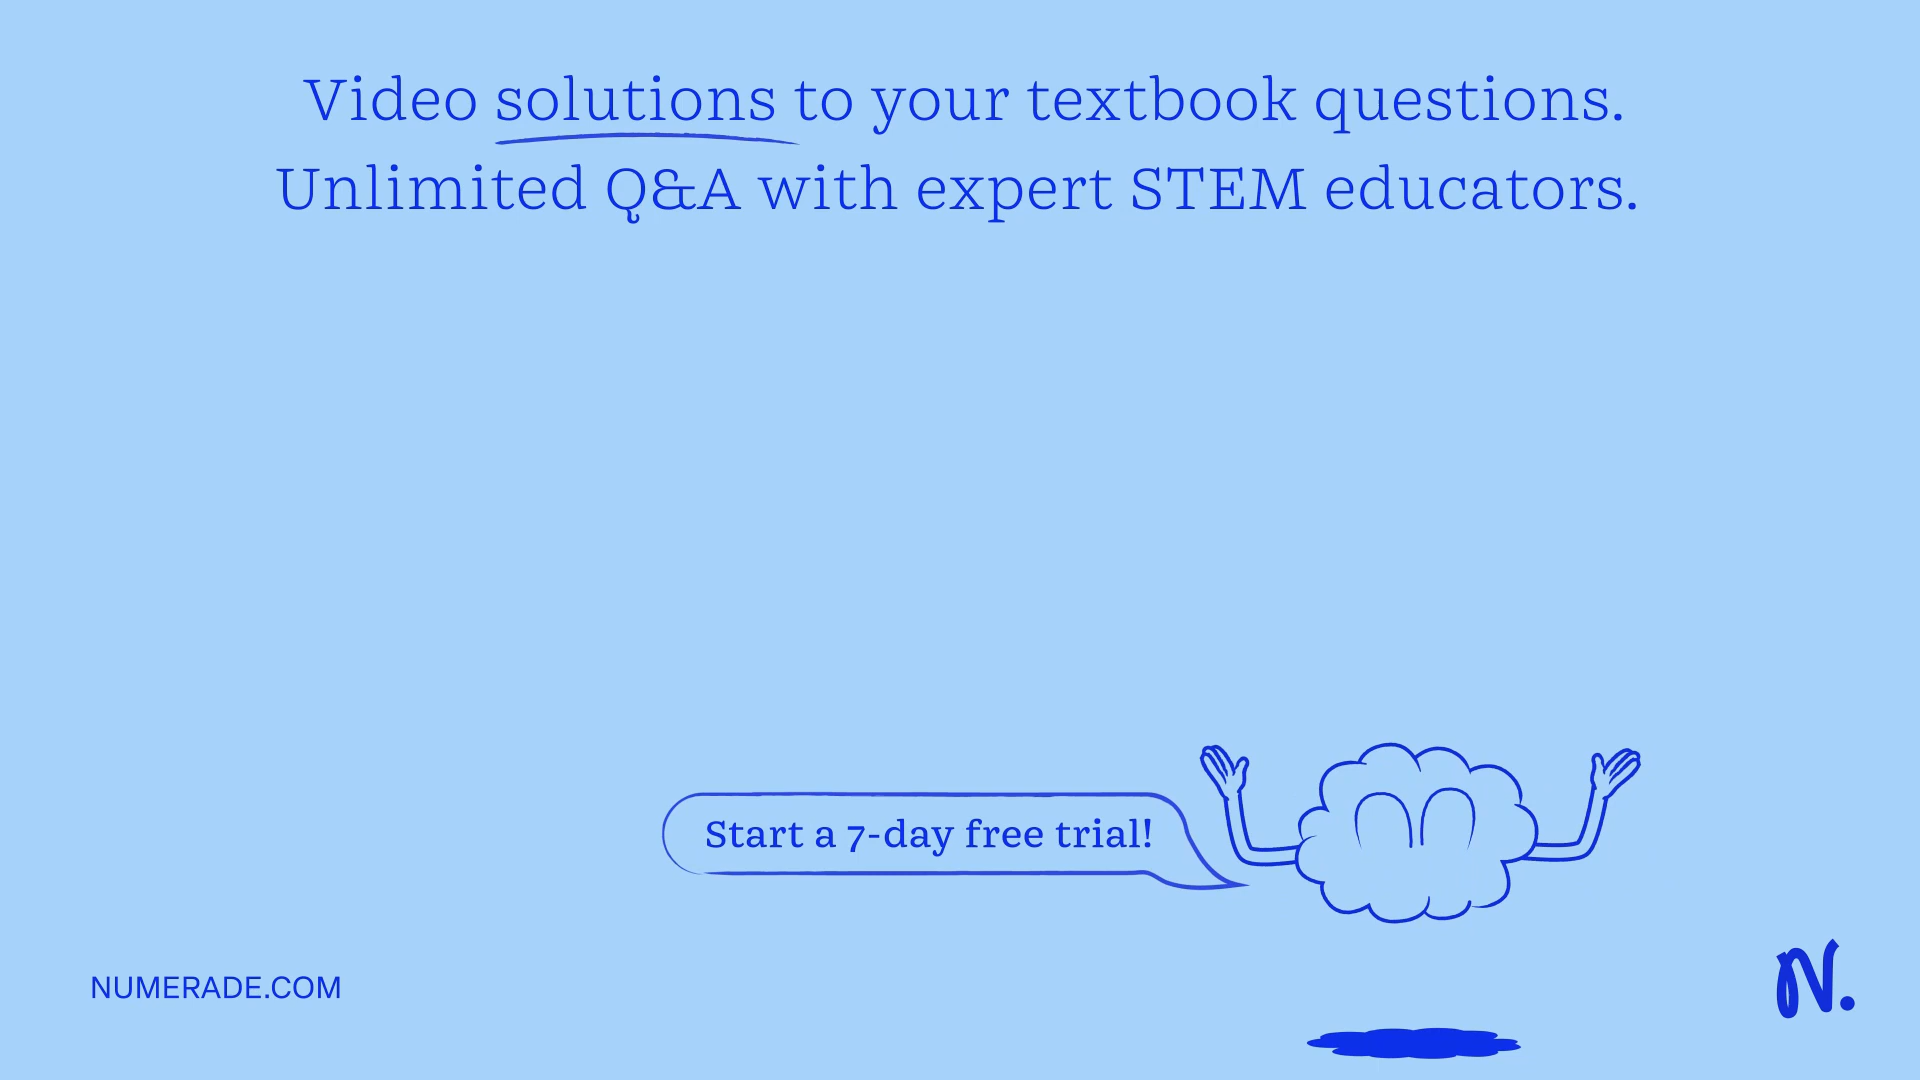 Video solutions to your textbook questions.
Unlimited Q&A with expert STEM educators.
Start a 7-day free trial!
NUMERADE.COM
N.